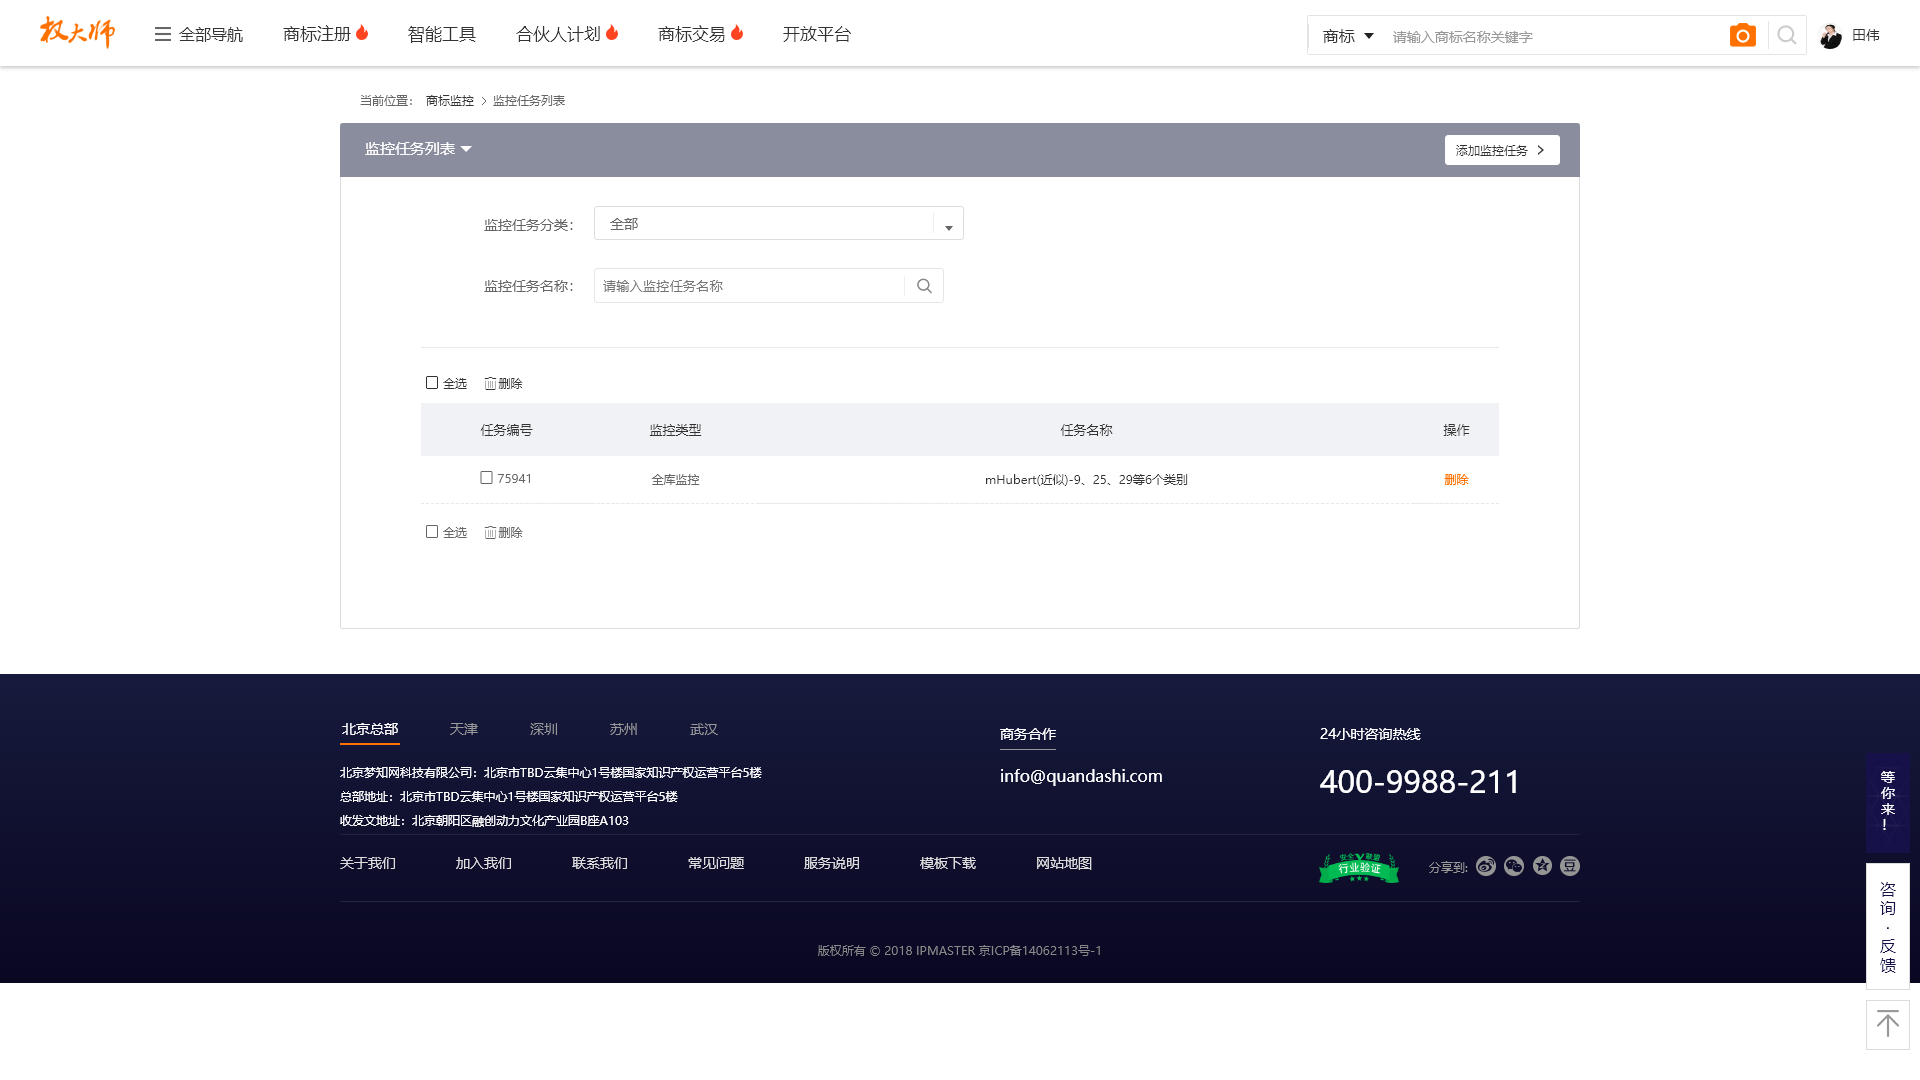 权大师
全部导航 商标注册 智能工具 合伙人计划 商标交易 开放平台 商标 请输入商标名称关键字 田伟
当前位置： 商标监控 > 监控任务列表
监控任务列表 添加监控任务 >
监控任务分类： 全部
监控任务名称： 请输入监控任务名称
全选 删除
任务编号 监控类型 任务名称 操作
75941 全库监控 mHubert(近似)-9、25、29等6个类别 删除
全选 删除
北京总部 天津 深圳 苏州 武汉
北京梦知网科技有限公司：北京市TBD云集中心1号楼国家知识产权运营平台5楼
总部地址：北京市TBD云集中心1号楼国家知识产权运营平台5楼
收发文地址：北京朝阳区融创动力文化产业园B座A103
商务合作
info@quandashi.com
24小时咨询热线
400-9988-211
关于我们 加入我们 联系我们 常见问题 服务说明 模板下载 网站地图
安全联盟
行业验证
分享到:
版权所有 © 2018 IPMASTER 京ICP备14062113号-1
等你来！
咨询·反馈